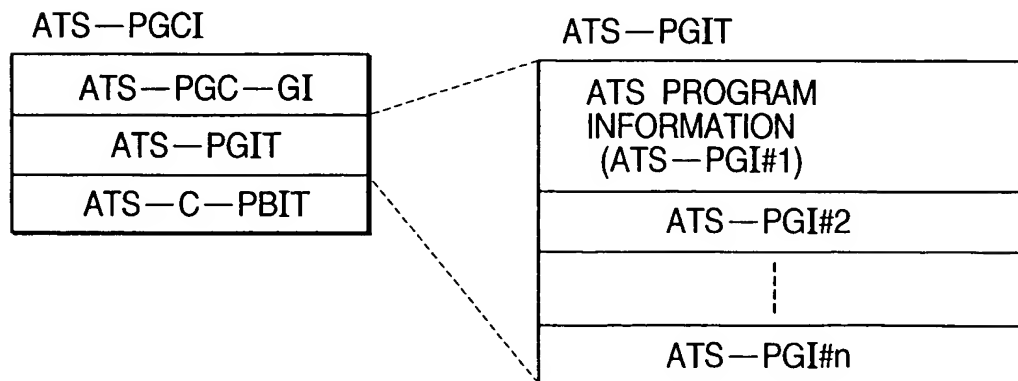 ATS—PGCI
ATS—PGC—GI
ATS—PGIT
ATS—C—PBIT
ATS—PGIT
ATS PROGRAM
INFORMATION
(ATS—PGI#1)
ATS—PGI#2
ATS—PGI#n